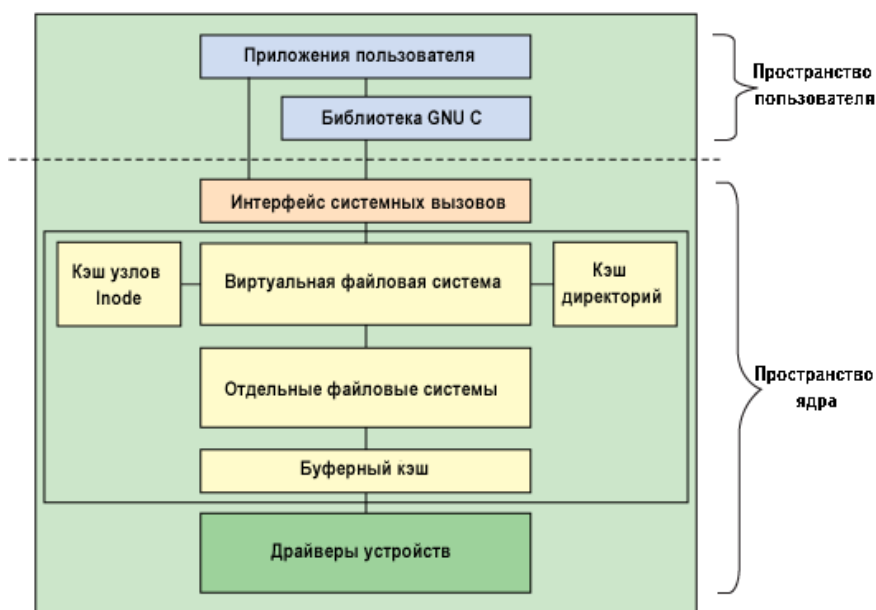 Приложения пользователя
Пространство
пользователя
Библиотека GNU C
Интерфейс системных вызовов
Кэш узлов
Inode
Виртуальная файловая система
Кэш
директорий
Отдельные файловые системы
Пространство
ядра
Буферный кэш
Драйверы устройств